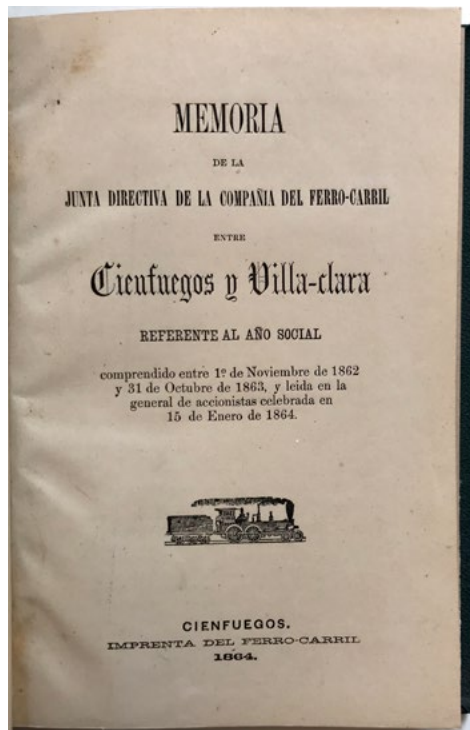 MEMORIA
DE LA
JUNTA DIRECTIVA DE LA COMPAÑIA DEL FERRO-CARRIL
ENTRE
Cienfuegos y Villa-clara
REFERENTE AL AÑO SOCIAL
comprendido entre 1º de Noviembre de 1862
y 31 de Octubre de 1863, y leida en la
general de accionistas celebrada en
15 de Enero de 1864.
CIENFUEGOS.
IMPRENTA DEL FERRO-CARRIL
1864.